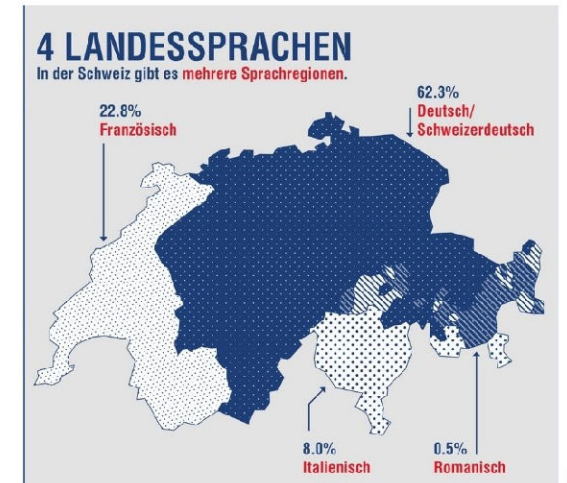 4 LANDESSPRACHEN
In der Schweiz gibt es mehrere Sprachregionen.
62.3%
Deutsch/
Schweizerdeutsch
22.8%
Französisch
8.0%
Italienisch
0.5%
Romanisch